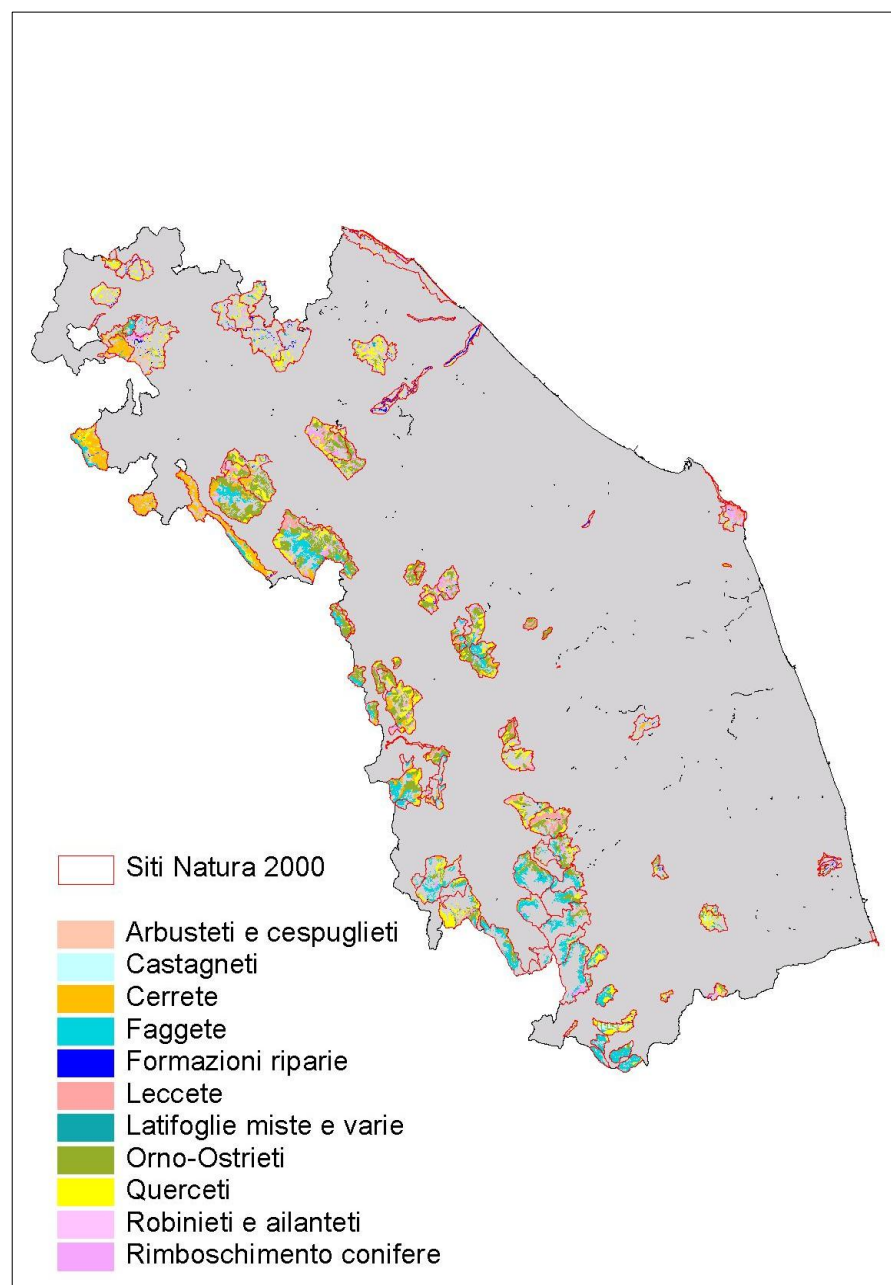 Siti Natura 2000
Arbusteti e cespuglieti
Castagneti
Cerrete
Faggete
Formazioni riparie
Leccete
Latifoglie miste e varie
Orno-Ostrieti
Querceti
Robinieti e ailanteti
Rimboschimento conifere